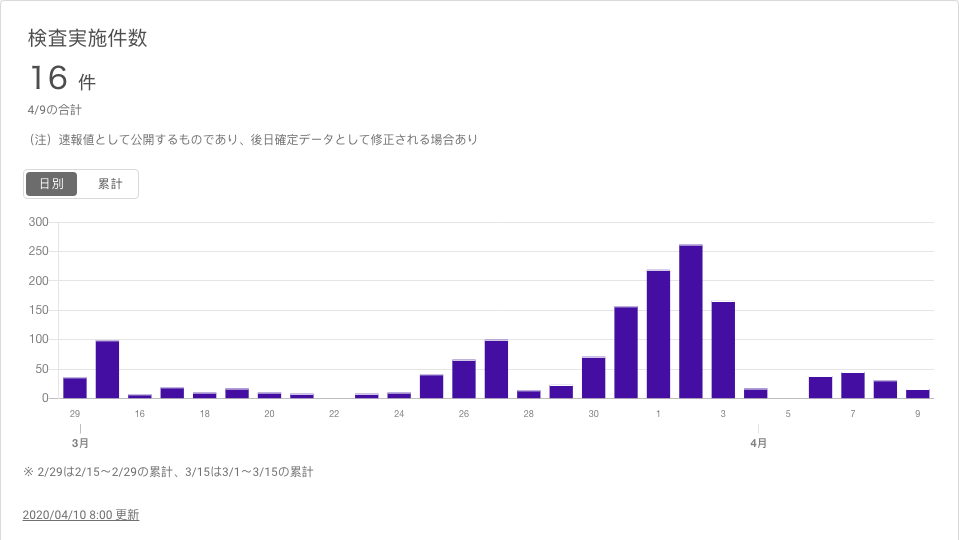 検査実施件数
16 件
4/9の合計
（注）速報値として公開するものであり、後日確定データとして修正される場合あり
日別 累計
300
250
200
150
100
50
0
29 16 18 20 22 24 26 28 30 1 3 5 7 9
3月 4月
※ 2/29は2/15〜2/29の累計、3/15は3/1〜3/15の累計
2020/04/10 8:00 更新